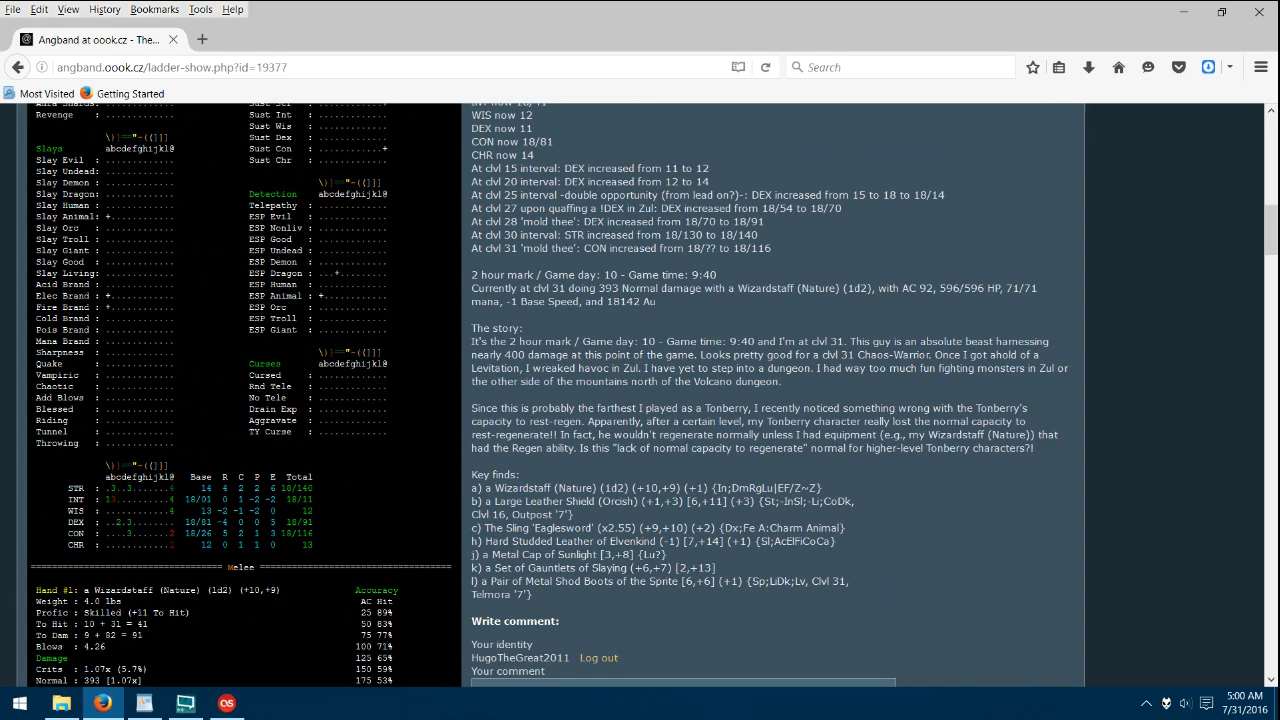 File Edit View History Bookmarks Tools Help
Angband at oook.cz - The...
angband.oook.cz/ladder-show.php?id=19377
Search
Most Visited Getting Started
Revenge : ............
\)|=="~((]]]
Slays abcdefghijkl@
Slay Evil : ............
Slay Undead: ............
Slay Demon : ............
Slay Dragon: ............
Slay Human : ............
Slay Animal: +...........
Slay Orc : ............
Slay Troll : ............
Slay Giant : ............
Slay Good : ............
Slay Living: ............
Acid Brand : ............
Elec Brand : +...........
Fire Brand : +...........
Cold Brand : ............
Pois Brand : ............
Mana Brand : ............
Sharpness : ............
Quake : ............
Vampiric : ............
Chaotic : ............
Add Blows : ............
Blessed : ............
Riding : ............
Tunnel : ............
Throwing : ............
Sust Str : ............+
Sust Int : .............
Sust Wis : .............
Sust Dex : .............
Sust Con : ............+
Sust Chr : .............
\)|=="~((]]]
Detection abcdefghijkl@
Telepathy : .............
ESP Evil : .............
ESP Nonliv : .............
ESP Good : .............
ESP Undead : .............
ESP Demon : .............
ESP Dragon : ...+.........
ESP Human : .............
ESP Animal : +............
ESP Orc : .............
ESP Troll : .............
ESP Giant : .............
\)|=="~((]]]
Curses abcdefghijkl@
Cursed : .............
Rnd Tele : .............
No Tele : .............
Drain Exp : .............
Aggravate : .............
TY Curse : .............
\)|=="~((]]]
abcdefghijkl@ Base R C P E Total
STR .3..3.......4 14 4 2 2 6 18/140
INT 13..........4 18/01 0 1 -2 -2 18/11
WIS ............4 13 -2 -1 -2 0 12
DEX ..2.3........ 18/81 -4 0 0 5 18/91
CON ....3.......2 18/26 5 2 1 3 18/116
CHR ............1 12 0 1 1 0 13
=================================== Melee ===================================
Hand #1: a Wizardstaff (Nature) (1d2) (+10,+9) Accuracy
Weight : 4.0 lbs AC Hit
Profic : Skilled (+11 To Hit) 25 89%
To Hit : 10 + 31 = 41 50 83%
To Dam : 9 + 82 = 91 75 77%
Blows : 4.26 100 71%
Damage 125 65%
Crits : 1.07x (5.7%) 150 59%
Normal : 393 [1.07x] 175 53%
WIS now 12
DEX now 11
CON now 18/81
CHR now 14
At clvl 15 interval: DEX increased from 11 to 12
At clvl 20 interval: DEX increased from 12 to 14
At clvl 25 interval -double opportunity (from lead on?)-: DEX increased from 15 to 18 to 18/14
At clvl 27 upon quaffing a !DEX in Zul: DEX increased from 18/54 to 18/70
At clvl 28 'mold thee': DEX increased from 18/70 to 18/91
At clvl 30 interval: STR increased from 18/130 to 18/140
At clvl 31 'mold thee': CON increased from 18/?? to 18/116
2 hour mark / Game day: 10 - Game time: 9:40
Currently at clvl 31 doing 393 Normal damage with a Wizardstaff (Nature) (1d2), with AC 92, 596/596 HP, 71/71
mana, -1 Base Speed, and 18142 Au
The story:
It's the 2 hour mark / Game day: 10 - Game time: 9:40 and I'm at clvl 31. This guy is an absolute beast harnessing
nearly 400 damage at this point of the game. Looks pretty good for a clvl 31 Chaos-Warrior. Once I got ahold of a
Levitation, I wreaked havoc in Zul. I have yet to step into a dungeon. I had way too much fun fighting monsters in Zul or
the other side of the mountains north of the Volcano dungeon.
Since this is probably the farthest I played as a Tonberry, I recently noticed something wrong with the Tonberry's
capacity to rest-regen. Apparently, after a certain level, my Tonberry character really lost the normal capacity to
rest-regenerate!! In fact, he wouldn't regenerate normally unless I had equipment (e.g., my Wizardstaff (Nature)) that
had the Regen ability. Is this "lack of normal capacity to regenerate" normal for higher-level Tonberry characters?!
Key finds:
a) a Wizardstaff (Nature) (1d2) (+10,+9) (+1) {In;DmRgLu|EF/Z~Z}
b) a Large Leather Shield (Orcish) (+1,+3) [6,+11] (+3) {St;-InSl;-Li;CoDk,
Clvl 16, Outpost '7'}
c) The Sling 'Eaglesword' (x2.55) (+9,+10) (+2) {Dx;Fe A:Charm Animal}
h) Hard Studded Leather of Elvenkind (-1) [7,+14] (+1) {Sl;AcElFiCoCa}
j) a Metal Cap of Sunlight [3,+8] {Lu?}
k) a Set of Gauntlets of Slaying (+6,+7) [2,+13]
l) a Pair of Metal Shod Boots of the Sprite [6,+6] (+1) {Sp;LiDk;Lv, Clvl 31,
Telmora '7'}
Write comment:
Your identity
HugoTheGreat2011 Log out
Your comment
5:00 AM
7/31/2016